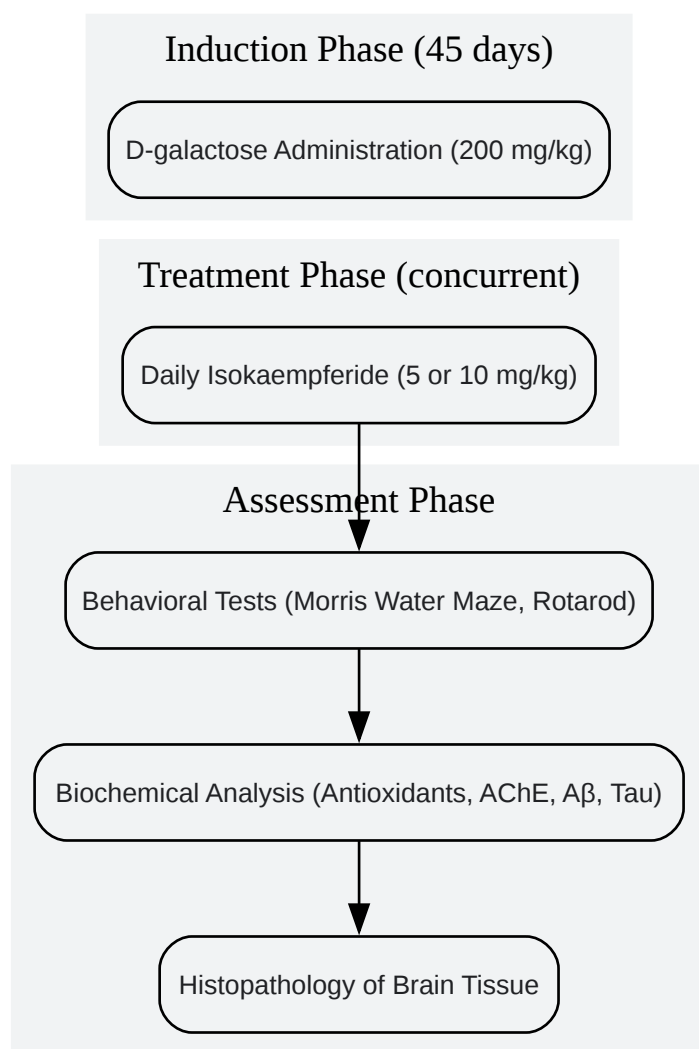 Induction Phase (45 days)
D-galactose Administration (200 mg/kg)
Treatment Phase (concurrent)
Daily Isokaempferide (5 or 10 mg/kg)
Assessment Phase
Behavioral Tests (Morris Water Maze, Rotarod)
Biochemical Analysis (Antioxidants, AChE, Aβ, Tau)
Histopathology of Brain Tissue